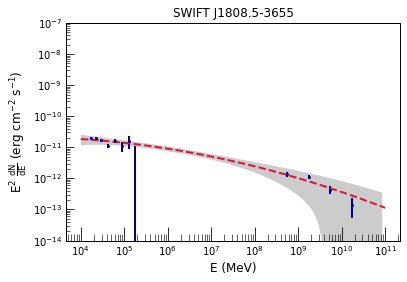 SWIFT J1808.5-3655
10⁻⁷
10⁻⁸
10⁻⁹
10⁻¹⁰
10⁻¹¹
10⁻¹²
10⁻¹³
10⁻¹⁴
E² dN/dE (erg cm⁻² s⁻¹)
10⁴ 10⁵ 10⁶ 10⁷ 10⁸ 10⁹ 10¹⁰ 10¹¹
E (MeV)